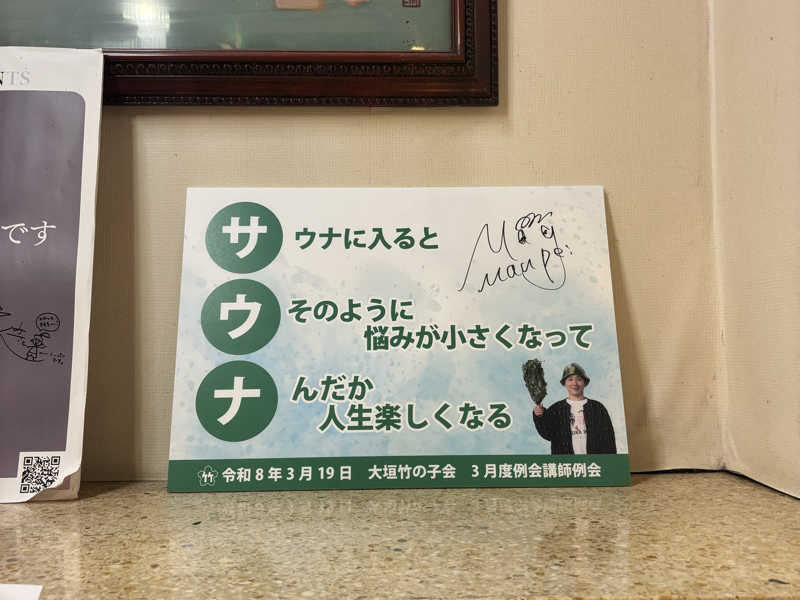 NTS
です
サウナに入ると
ウそのように
悩みが小さくなって
ナんだか
人生楽しくなる
竹 令和8年3月19日 大垣竹の子会 3月度例会講師例会